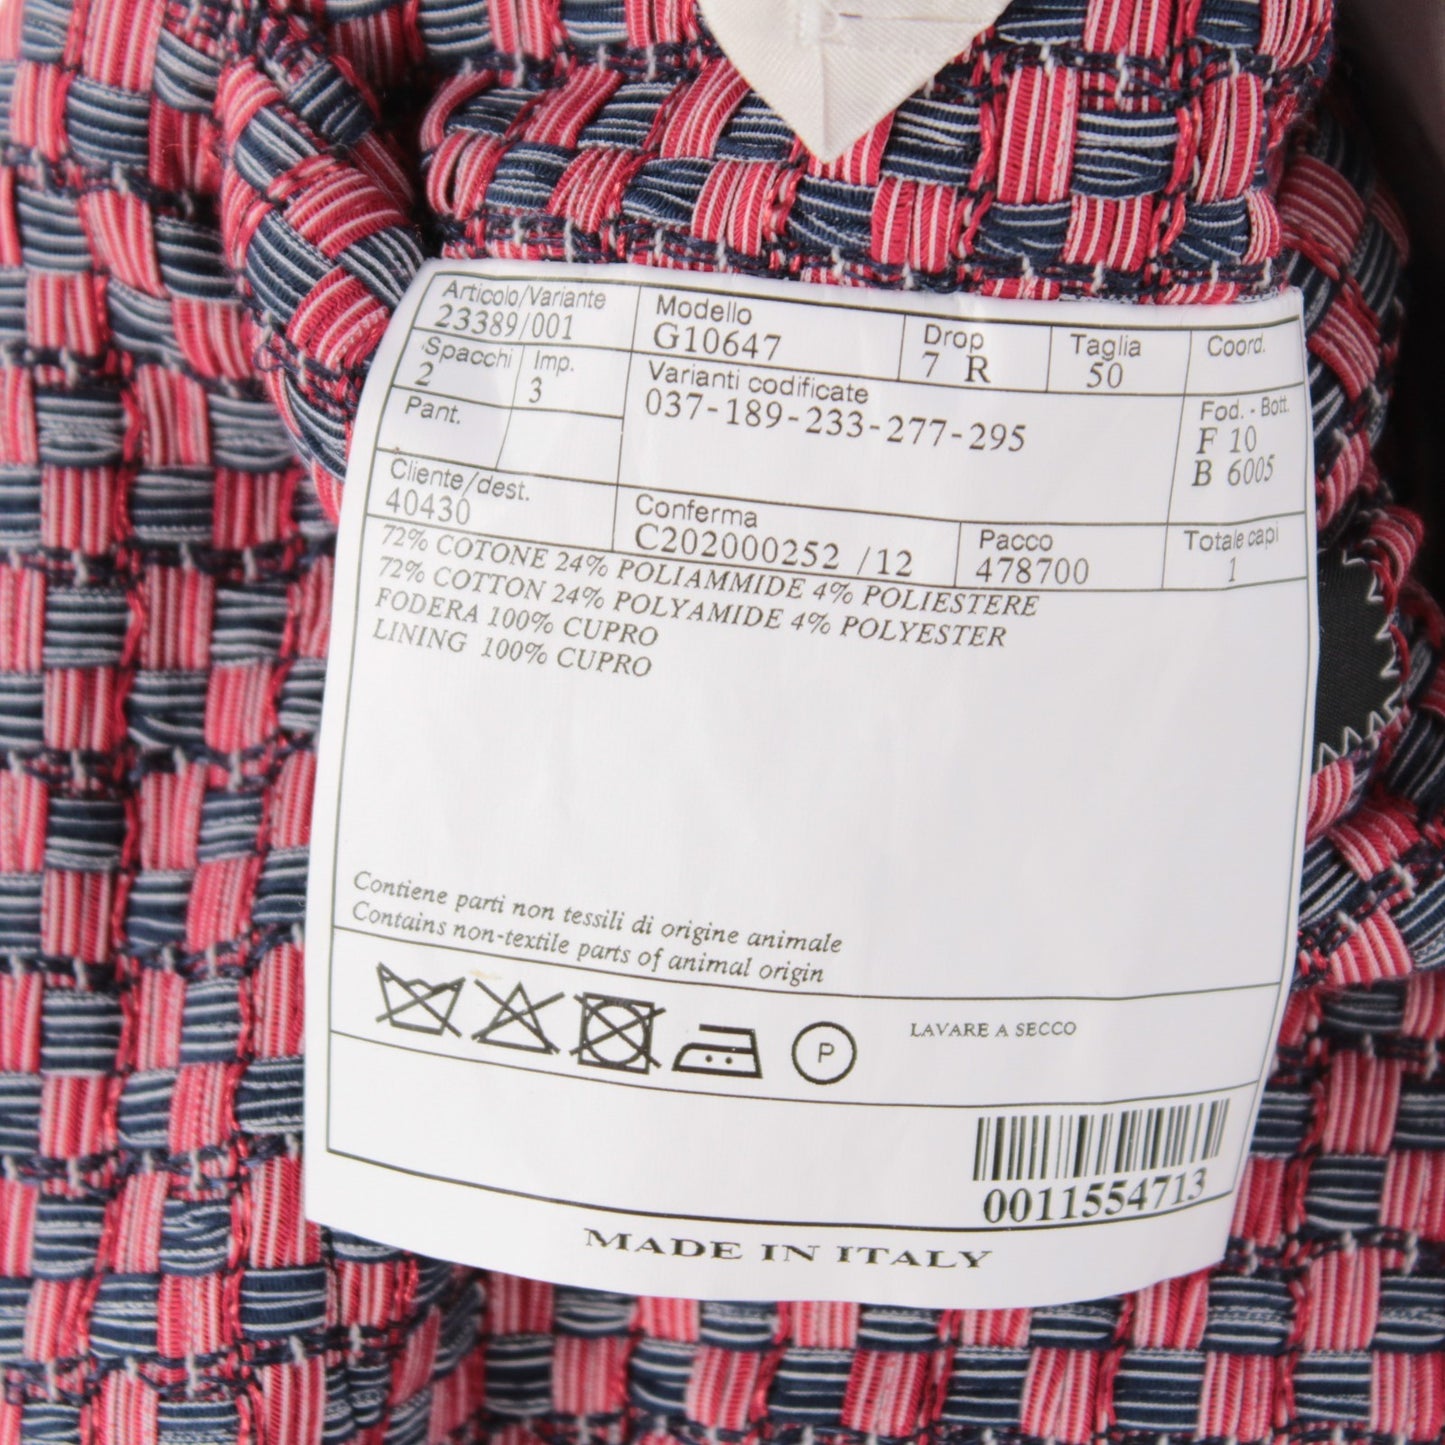 Articolo/Variante Modello Drop Taglia Coord.
23389/001 G10647 7 R 50
Spacchi Imp. Varianti codificate Fod. - Bott.
2 3 037-189-233-277-295 F 10
Pant. B 6005
Cliente/dest. Conferma Pacco Totale capi
40430 C202000252 /12 478700 1
72% COTONE 24% POLIAMMIDE 4% POLIESTERE
72% COTTON 24% POLYAMIDE 4% POLYESTER
FODERA 100% CUPRO
LINING 100% CUPRO
Contiene parti non tessili di origine animale
Contains non-textile parts of animal origin
P LAVARE A SECCO
0011554713
MADE IN ITALY